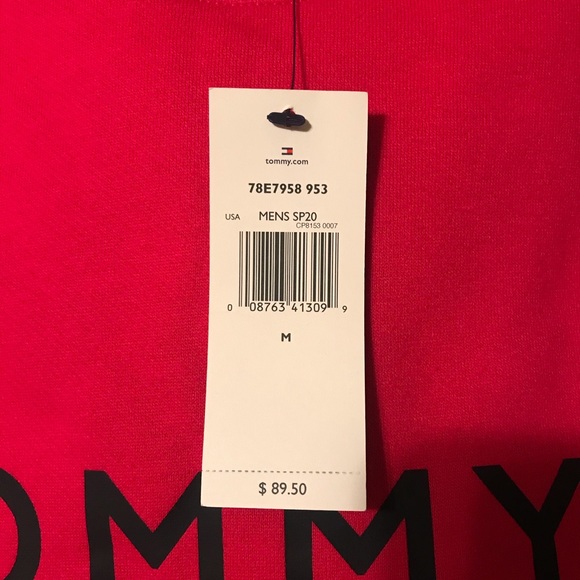 tommy.com
78E7958 953
USA MENS SP20
CP8153 0007
0 08763 41309 9
M
$ 89.50
OMMY